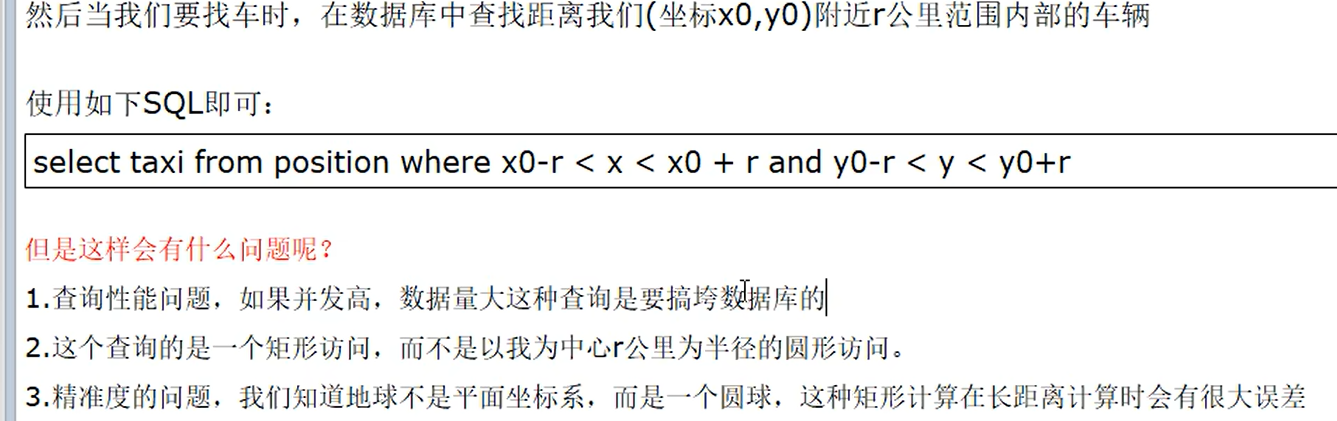 然后当我们要找车时，在数据库中查找距离我们(坐标x0,y0)附近r公里范围内部的车辆
使用如下SQL即可：
select taxi from position where x0-r < x < x0 + r and y0-r < y < y0+r
但是这样会有什么问题呢？
1.查询性能问题，如果并发高，数据量大这种查询是要搞垮数据库的
2.这个查询的是一个矩形访问，而不是以我为中心r公里为半径的圆形访问。
3.精准度的问题，我们知道地球不是平面坐标系，而是一个圆球，这种矩形计算在长距离计算时会有很大误差